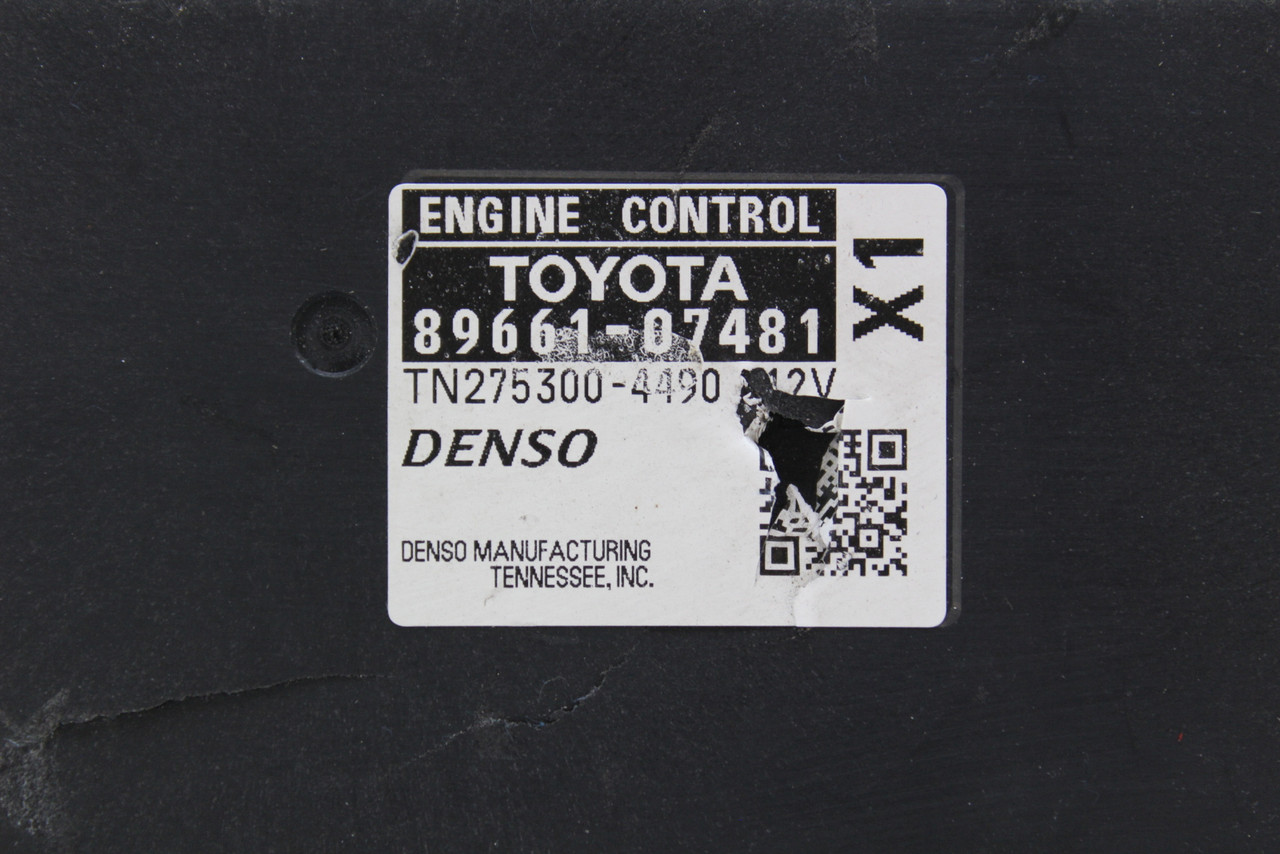 ENGINE CONTROL
TOYOTA
89661-07481
TN275300-4490 12V
DENSO
DENSO MANUFACTURING
TENNESSEE, INC.
X1